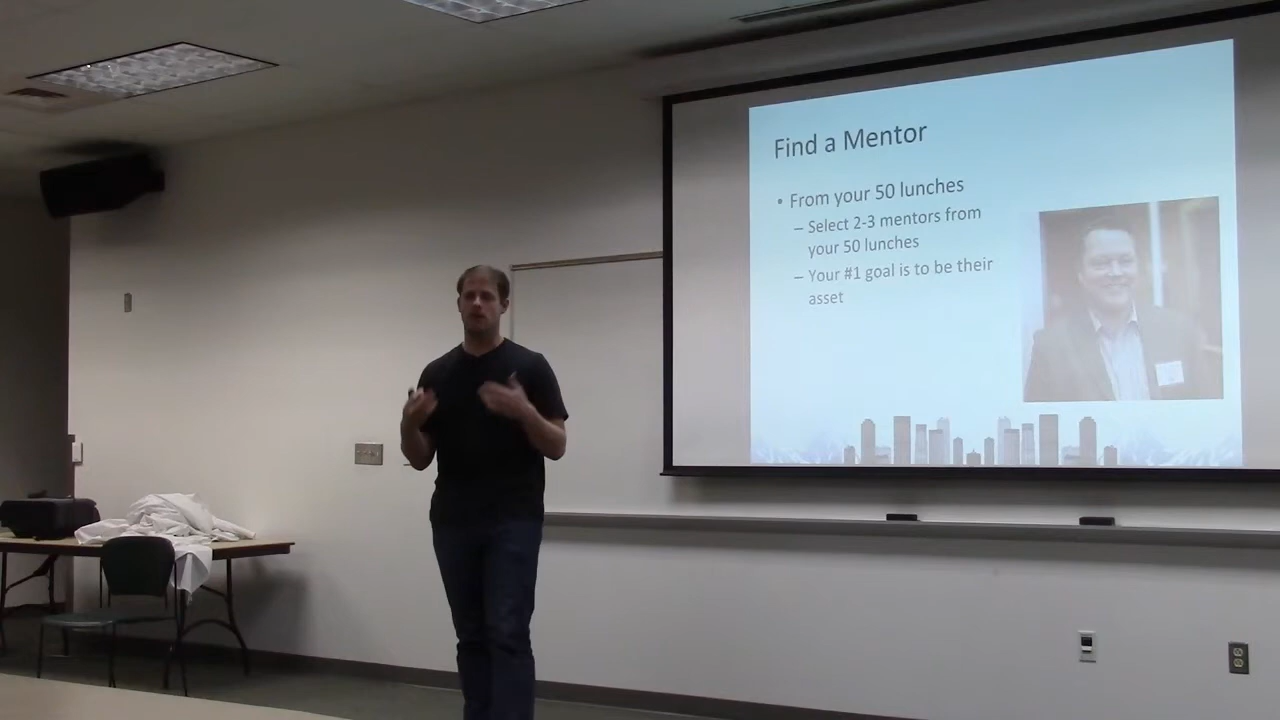 Find a Mentor
• From your 50 lunches
– Select 2-3 mentors from
your 50 lunches
– Your #1 goal is to be their
asset